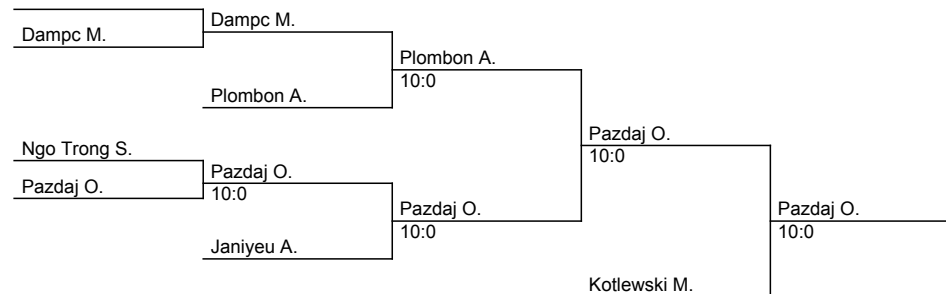 Dampc M.
Dampc M.
Plombon A.
10:0
Plombon A.
Ngo Trong S.
Pazdaj O.
10:0
Pazdaj O.
Pazdaj O.
10:0
Pazdaj O.
10:0
Janiyeu A.
Pazdaj O.
10:0
Kotlewski M.